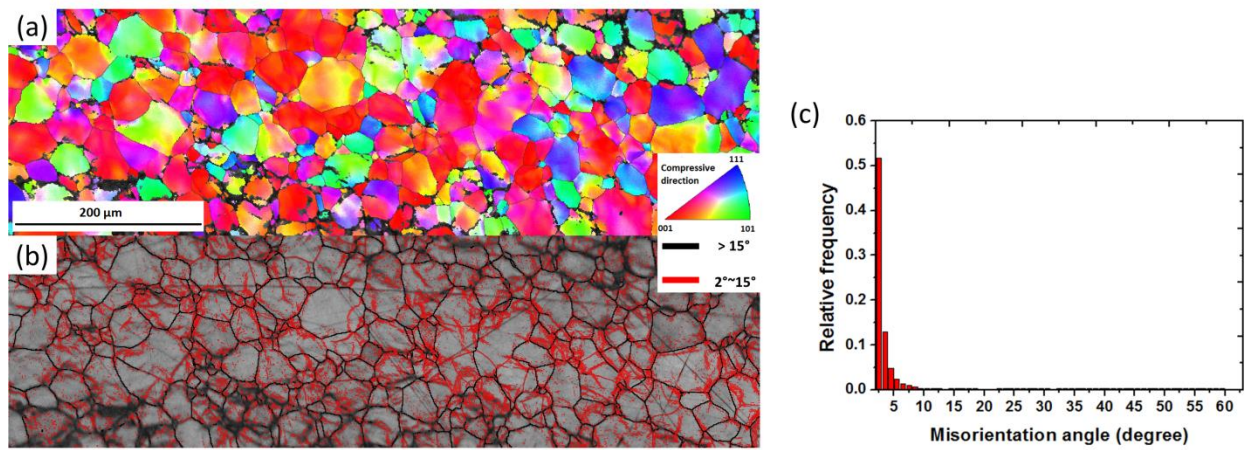 (a)
200 μm
Compressive
direction
111
001
101
> 15°
2°~15°
(b)
(c)
Relative frequency
0.6
0.5
0.4
0.3
0.2
0.1
0.0
5 10 15 20 25 30 35 40 45 50 55 60
Misorientation angle (degree)